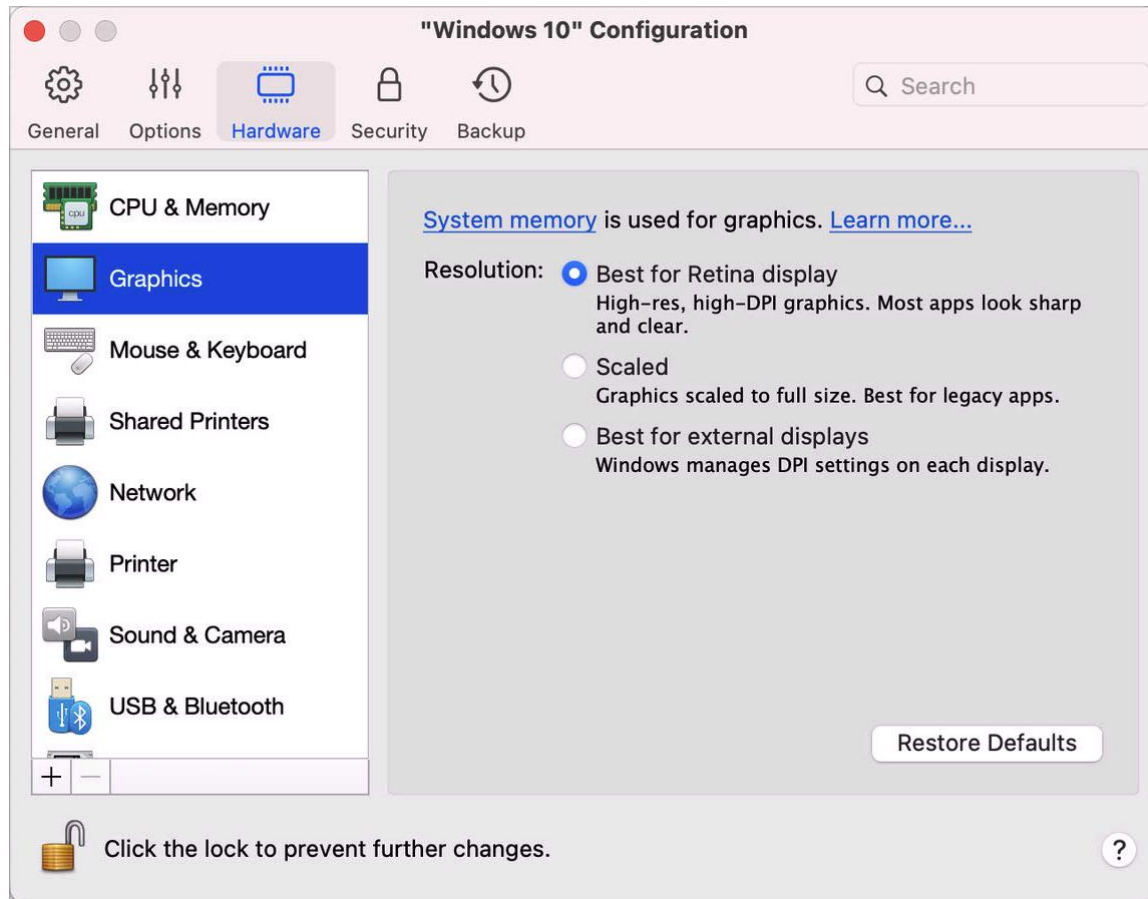 "Windows 10" Configuration
General
Options
Hardware
Security
Backup
Search
CPU & Memory
cpu
Graphics
Mouse & Keyboard
Shared Printers
Network
Printer
Sound & Camera
USB & Bluetooth
System memory is used for graphics. Learn more...
Resolution: Best for Retina display
High-res, high-DPI graphics. Most apps look sharp
and clear.
Scaled
Graphics scaled to full size. Best for legacy apps.
Best for external displays
Windows manages DPI settings on each display.
Restore Defaults
+ −
Click the lock to prevent further changes.
?